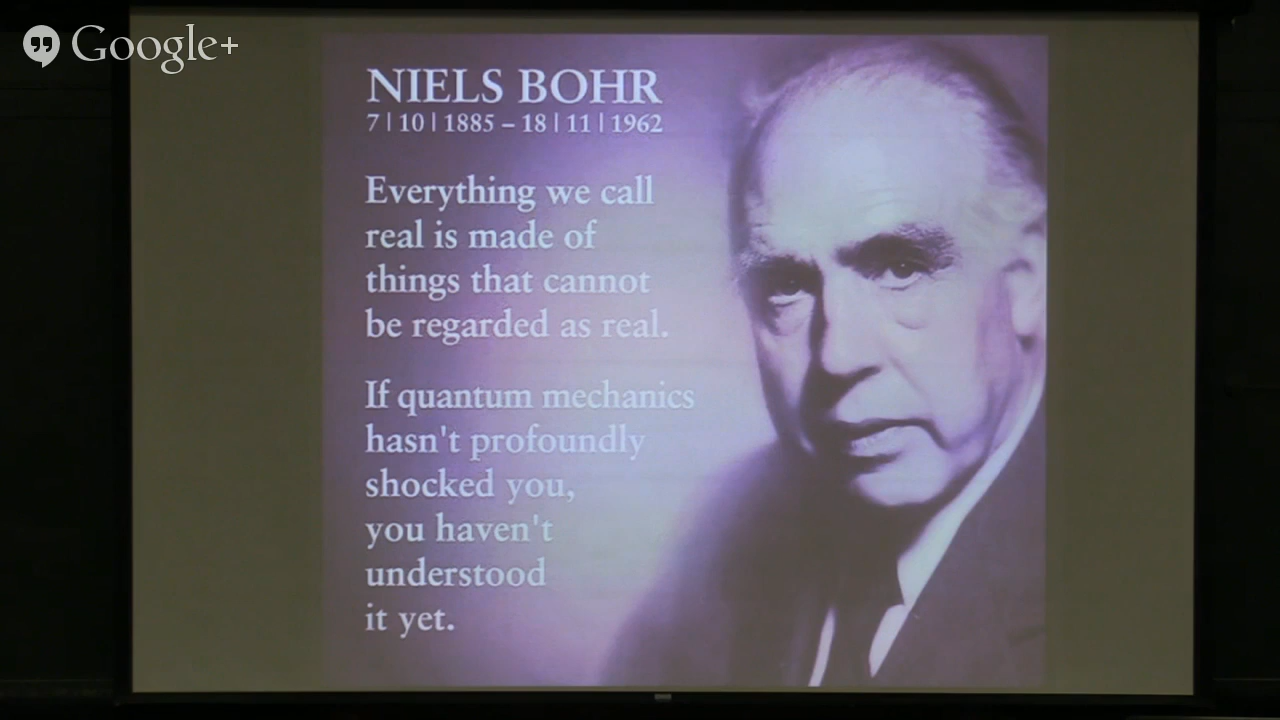 Google+
NIELS BOHR
7 | 10 | 1885 – 18 | 11 | 1962
Everything we call
real is made of
things that cannot
be regarded as real.
If quantum mechanics
hasn't profoundly
shocked you,
you haven't
understood
it yet.